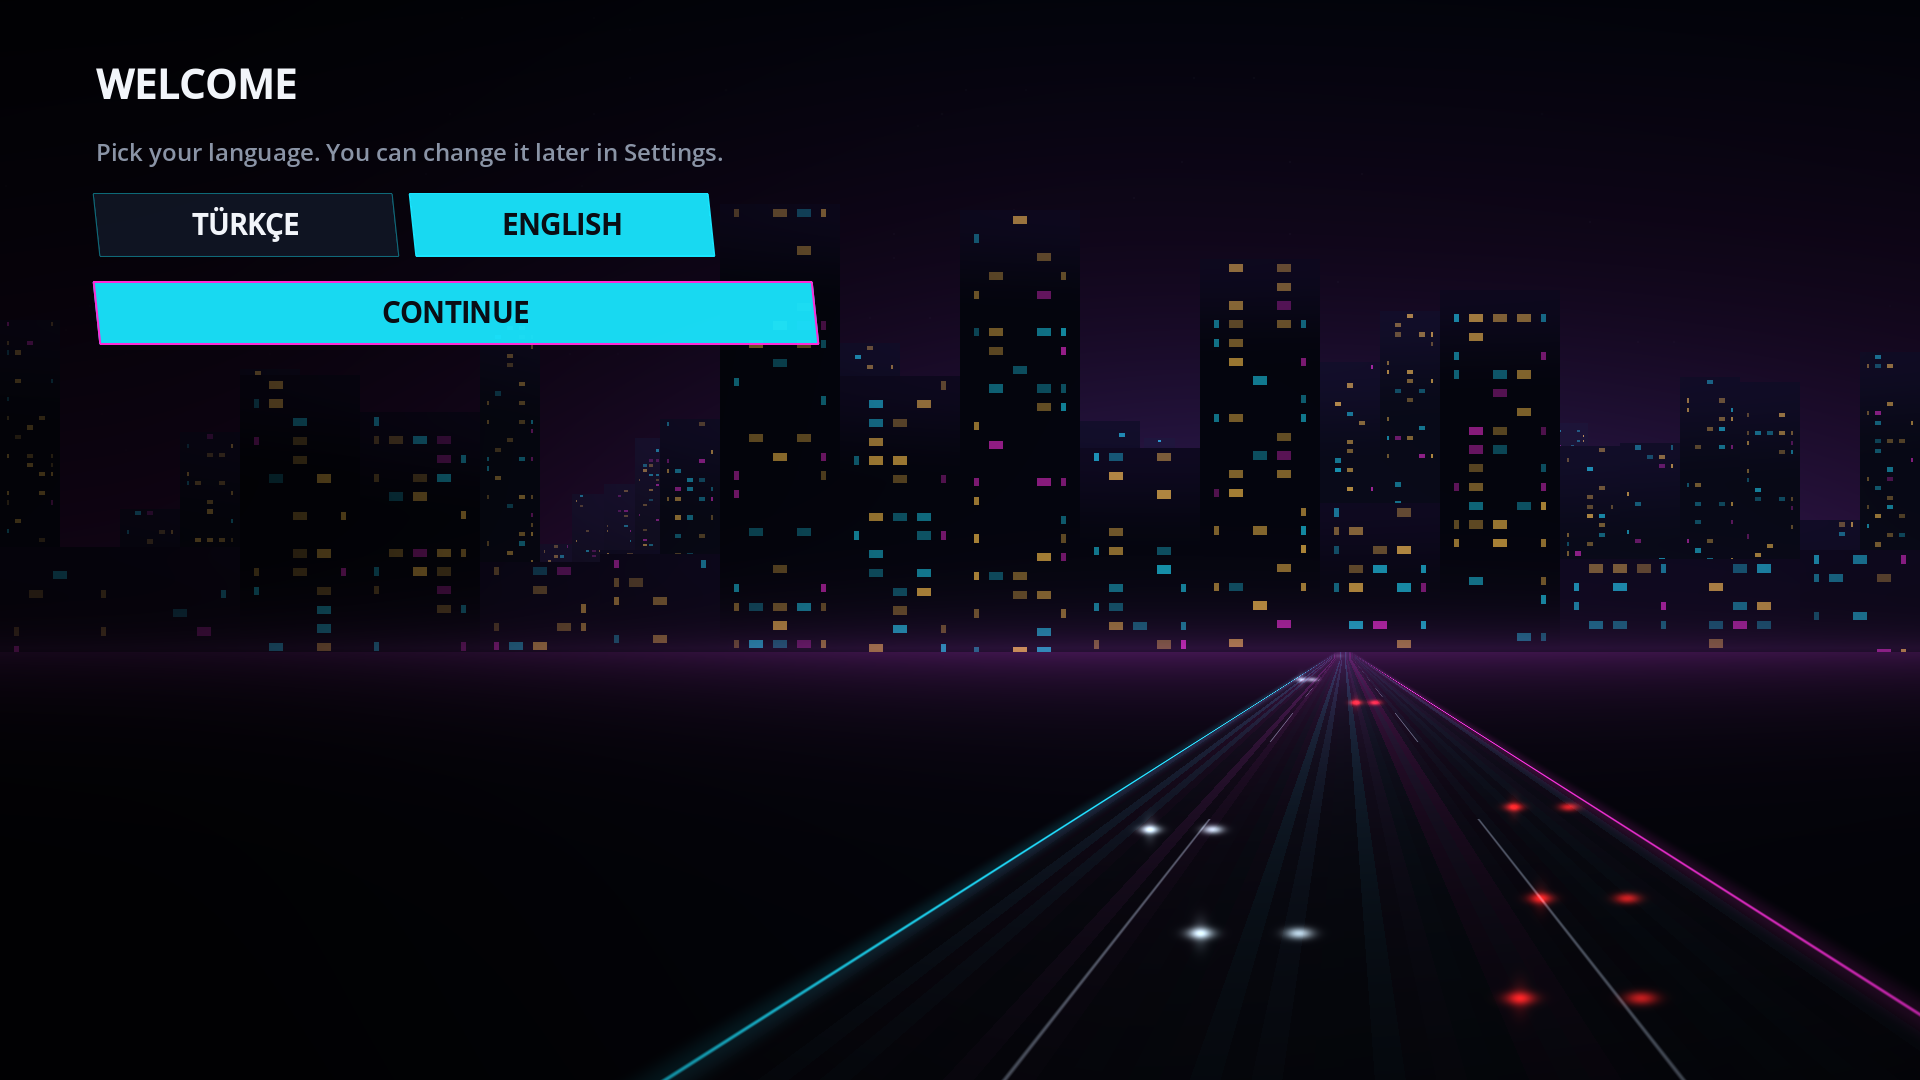 WELCOME
Pick your language. You can change it later in Settings.
TÜRKÇE ENGLISH
CONTINUE